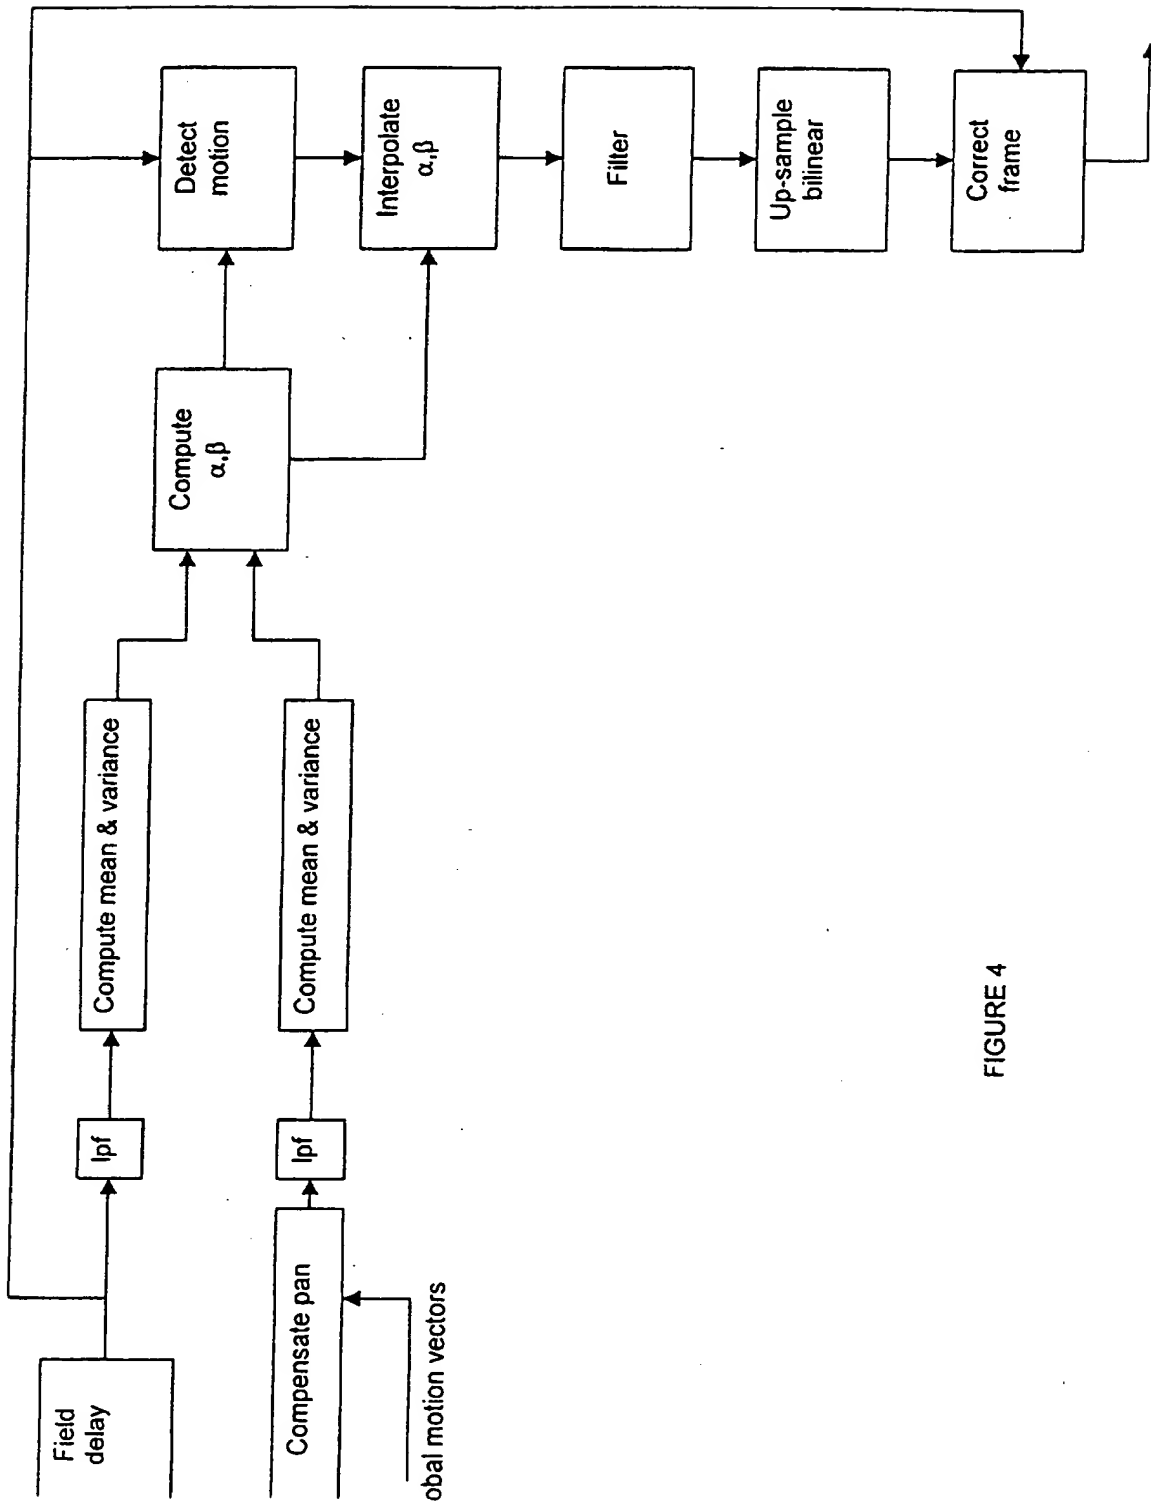 Field
delay
lpf
Compute mean & variance
Compensate pan
obal motion vectors
lpf
Compute mean & variance
Compute
α,β
Detect
motion
Interpolate
α,β
Filter
Up-sample
bilinear
Correct
frame
FIGURE 4